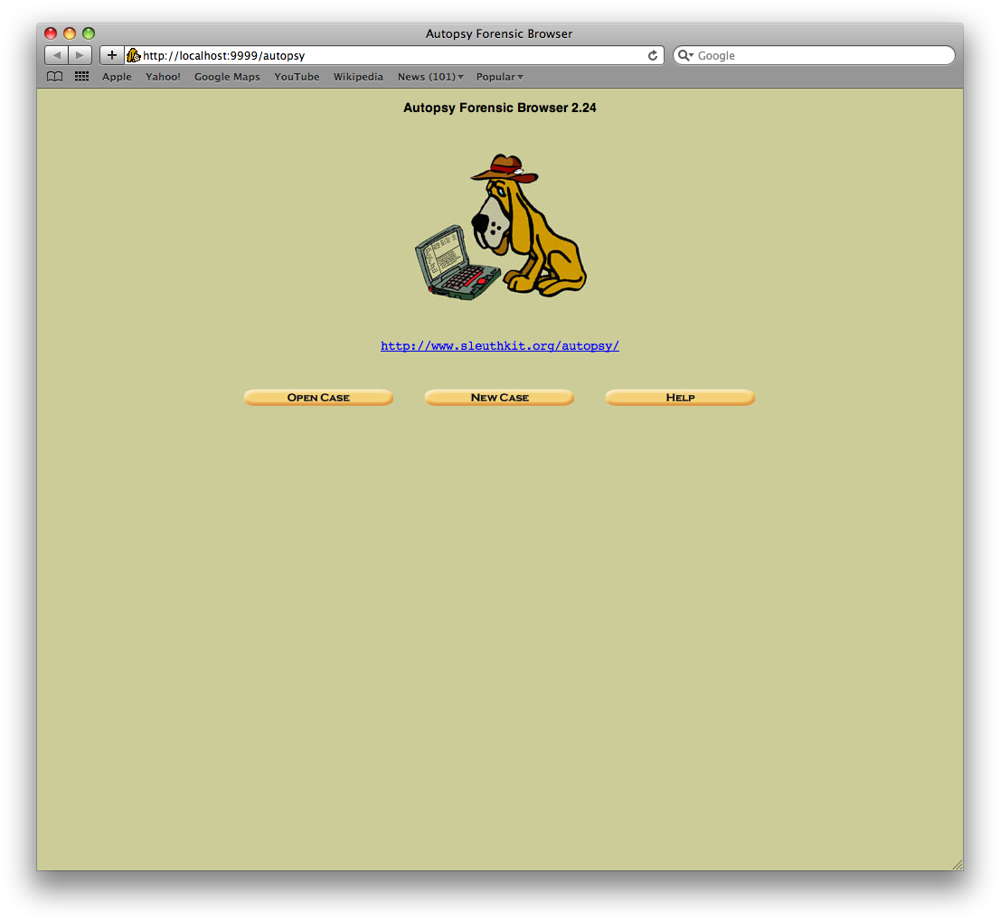 Autopsy Forensic Browser
http://localhost:9999/autopsy
Google
Apple Yahoo! Google Maps YouTube Wikipedia News (101) Popular
Autopsy Forensic Browser 2.24
http://www.sleuthkit.org/autopsy/
OPEN CASE NEW CASE HELP